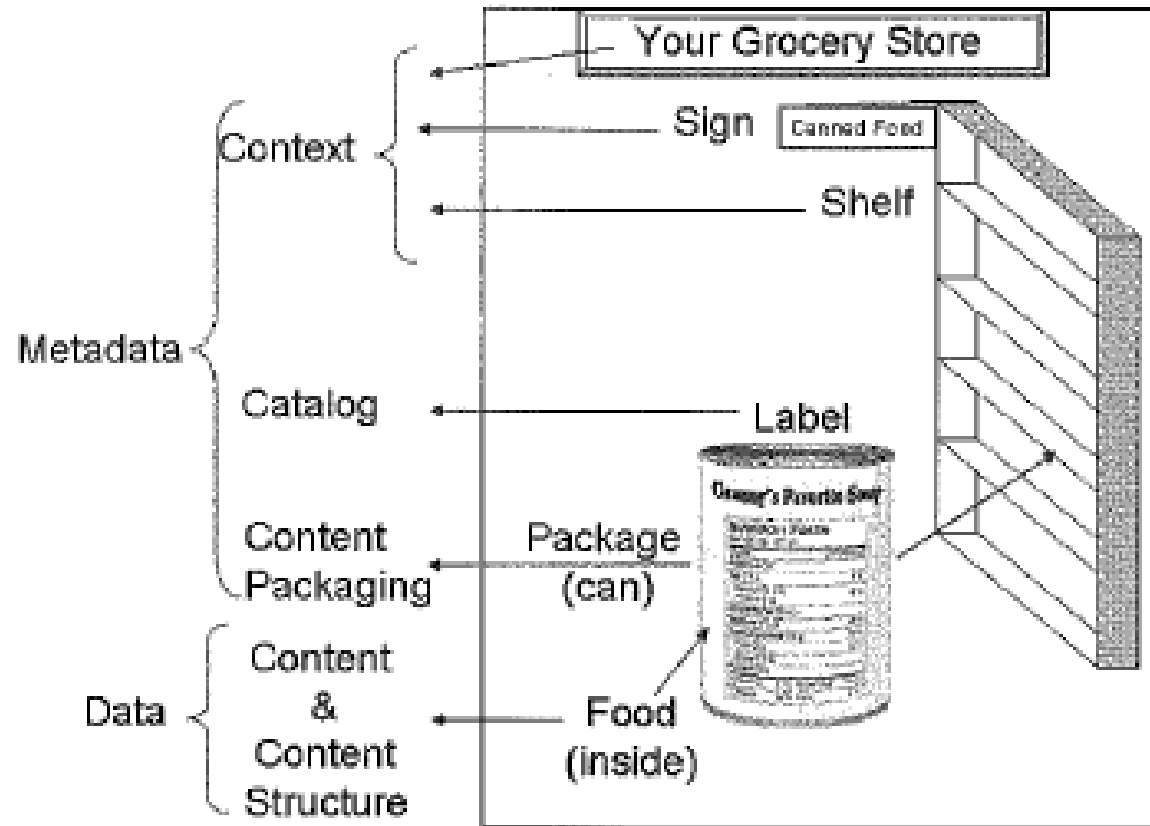 Your Grocery Store
Sign
Canned Food
Context
Shelf
Metadata
Catalog
Label
Content
Packaging
Package
(can)
Data
Content
&
Content
Structure
Food
(inside)